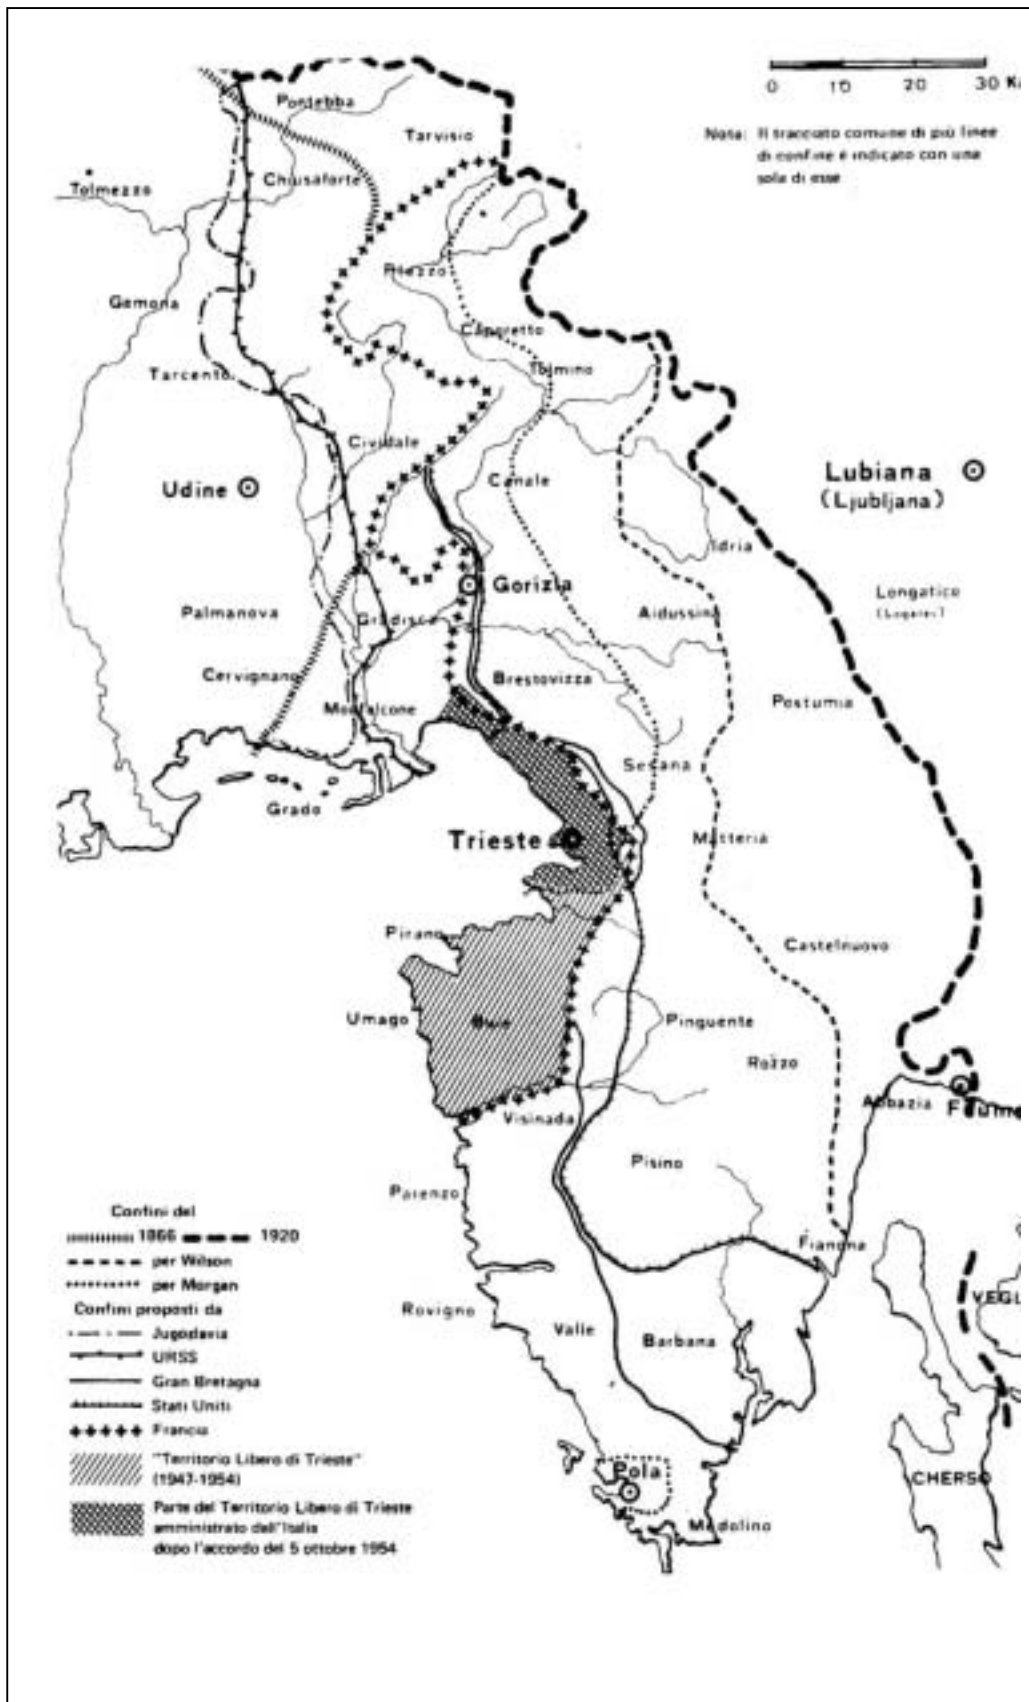 0 10 20 30 K
Nota: Il tracciato comune di più linee
di confine è indicato con una
sola di esse
Pontebba
Tarvisio
Tolmezzo
Chiusaforte
Plezzo
Gemona
Caporetto
Tarcento
Tolmino
Cividale
Udine
Canale
Lubiana
(Ljubljana)
Idria
Gorizia
Longatico
Palmanova
Gradisca
Aidussina
Cervignano
Brestovizza
Postumia
Monfalcone
Sesana
Grado
Trieste
Matteria
Pirano
Castelnuovo
Umago
Buie
Pinguente
Rozzo
Abbazia
Fium
Visinada
Pisino
Parenzo
Fianona
Rovigno
Valle
Barbana
VEGL
Pola
CHERSO
Medolino
Confini del
1866 1920
per Wilson
per Morgan
Confini proposti da
Jugoslavia
URSS
Gran Bretagna
Stati Uniti
Francia
"Territorio Libero di Trieste"
(1947-1954)
Parte del Territorio Libero di Trieste
amministrato dall'Italia
dopo l'accordo del 5 ottobre 1954